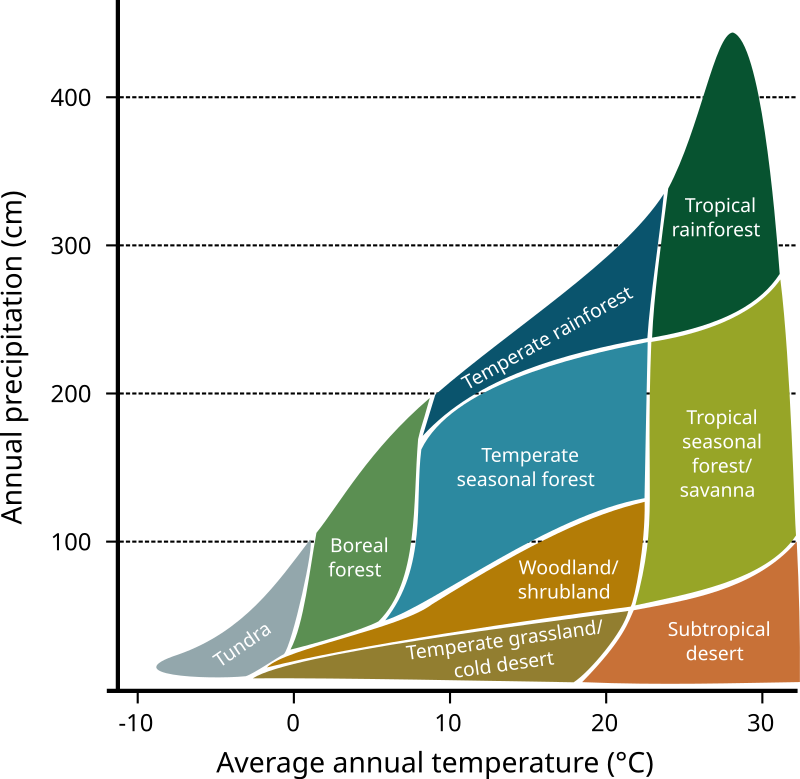 400
300
200
100
Annual precipitation (cm)
Tropical
rainforest
Temperate rainforest
Tropical
seasonal
forest/
savanna
Temperate
seasonal forest
Boreal
forest
Woodland/
shrubland
Tundra
Temperate grassland/
cold desert
Subtropical
desert
-10
0
10
20
30
Average annual temperature (°C)